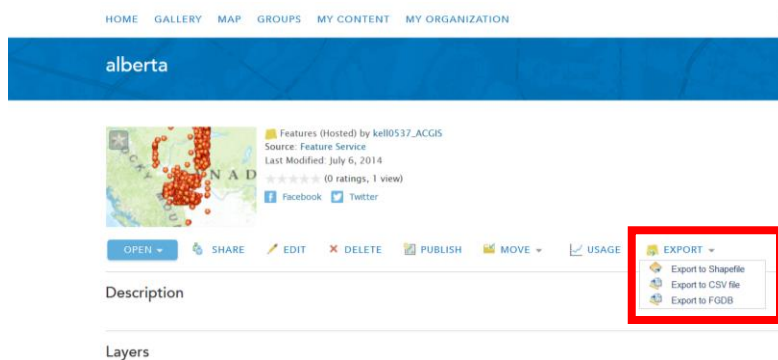 HOME GALLERY MAP GROUPS MY CONTENT MY ORGANIZATION
alberta
Features (Hosted) by kell0537_ACGIS
Source: Feature Service
Last Modified: July 6, 2014
(0 ratings, 1 view)
Facebook Twitter
OPEN SHARE EDIT DELETE PUBLISH MOVE USAGE EXPORT
Export to Shapefile
Export to CSV file
Export to FGDB
Description
Layers